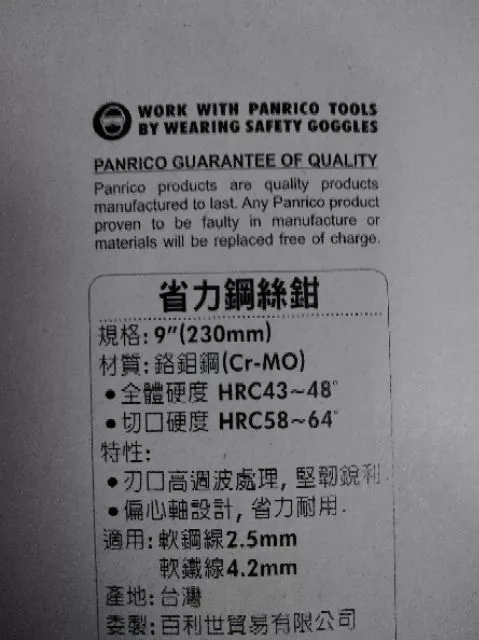 WORK WITH PANRICO TOOLS
BY WEARING SAFETY GOGGLES
PANRICO GUARANTEE OF QUALITY
Panrico products are quality products
manufactured to last. Any Panrico product
proven to be faulty in manufacture or
materials will be replaced free of charge.
省力鋼絲鉗
規格: 9"(230mm)
材質: 鉻鉬鋼(Cr-MO)
•全體硬度 HRC43~48°
•切口硬度 HRC58~64°
特性:
•刃口高週波處理, 堅韌銳利.
•偏心軸設計, 省力耐用.
適用: 軟鋼線2.5mm
軟鐵線4.2mm
產地: 台灣
委製: 百利世貿易有限公司